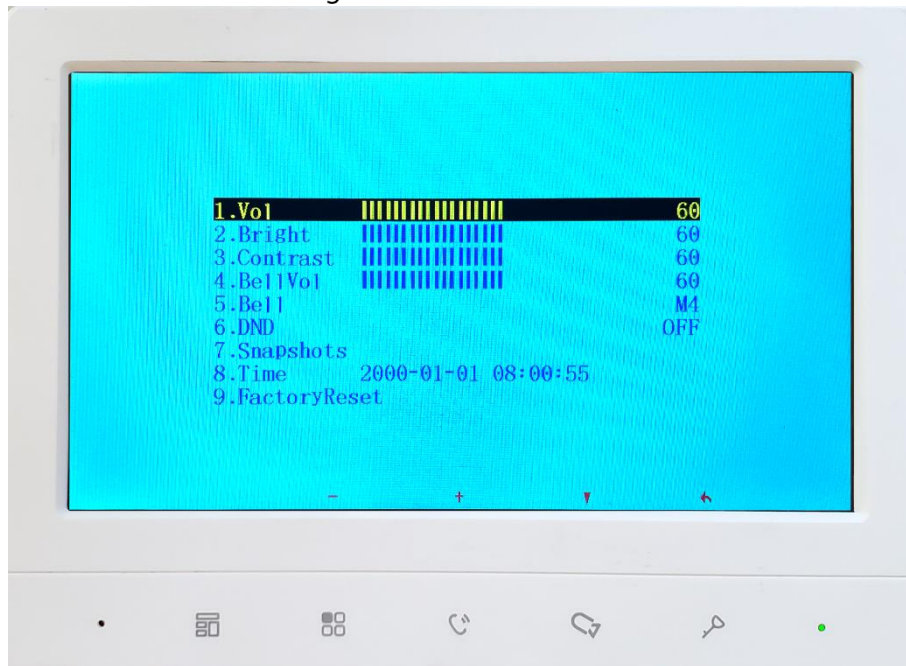 1.Vol 60
2.Bright 60
3.Contrast 60
4.BellVol 60
5.Bell M4
6.DND OFF
7.Snapshots
8.Time 2000-01-01 08:00:55
9.FactoryReset
- +